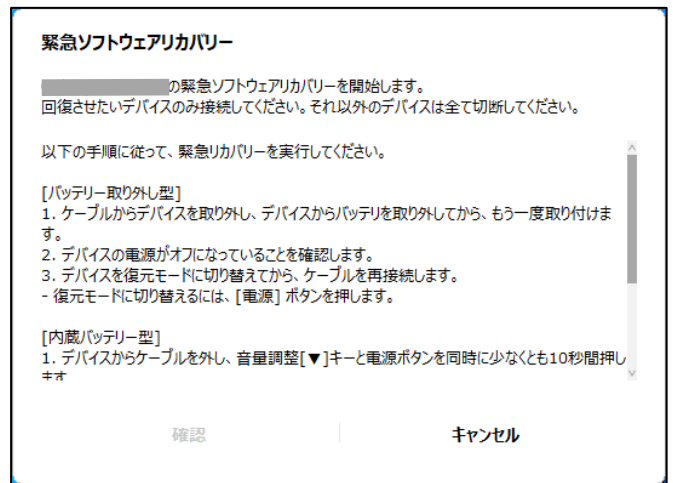 緊急ソフトウェアリカバリー
の緊急ソフトウェアリカバリーを開始します。
回復させたいデバイスのみ接続してください。それ以外のデバイスは全て切断してください。
以下の手順に従って、緊急リカバリーを実行してください。
[バッテリー取り外し型]
1. ケーブルからデバイスを取り外し、デバイスからバッテリを取り外してから、もう一度取り付けま
す。
2. デバイスの電源がオフになっていることを確認します。
3. デバイスを復元モードに切り替えてから、ケーブルを再接続します。
- 復元モードに切り替えるには、[電源] ボタンを押します。
[内蔵バッテリー型]
1. デバイスからケーブルを外し、音量調整[▼]キーと電源ボタンを同時に少なくとも10秒間押し
ます
確認
キャンセル